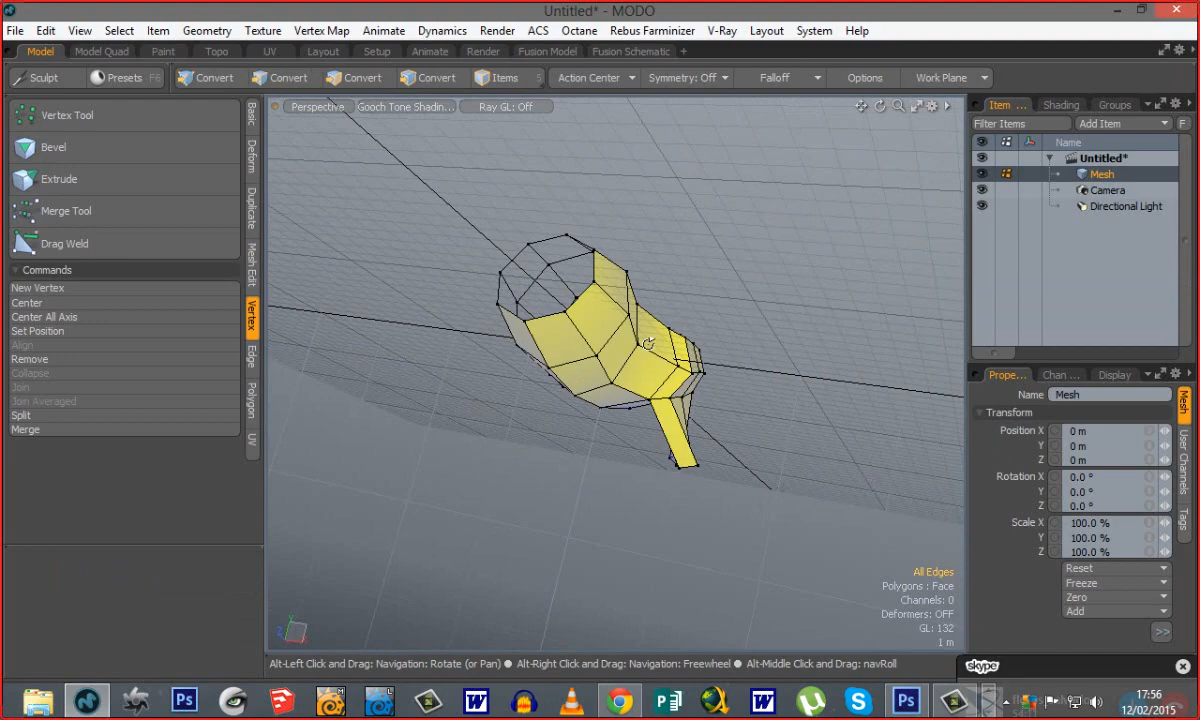 Untitled* - MODO
File Edit View Select Item Geometry Texture Vertex Map Animate Dynamics Render ACS Octane Rebus Farminizer V-Ray Layout System Help
Model Model Quad Paint Topo UV Layout Setup Animate Render Fusion Model Fusion Schematic +
Sculpt Presets F6 Convert Convert Convert Convert Items 5 Action Center Symmetry: Off Falloff Options Work Plane
Vertex Tool
Bevel
Extrude
Merge Tool
Drag Weld
Commands
New Vertex
Center
Center All Axis
Set Position
Align
Remove
Collapse
Join
Join Averaged
Split
Merge
Basic
Deform
Duplicate
Mesh Edit
Vertex
Edge
Polygon
UV
Perspective Gooch Tone Shadin... Ray GL: Off
All Edges
Polygons : Face
Channels: 0
Deformers: OFF
GL: 132
1 m
Item ... Shading Groups
Filter Items Add Item F
Name
Untitled*
Mesh
Camera
Directional Light
Prope... Chan ... Display
Name Mesh
Transform
Position X 0 m
Y 0 m
Z 0 m
Rotation X 0.0 °
Y 0.0 °
Z 0.0 °
Scale X 100.0 %
Y 100.0 %
Z 100.0 %
Reset
Freeze
Zero
Add
>>
Mesh
User Channels
Tags
Alt-Left Click and Drag: Navigation: Rotate (or Pan) ● Alt-Right Click and Drag: Navigation: Freewheel ● Alt-Middle Click and Drag: navRoll
skype
17:56
12/02/2015